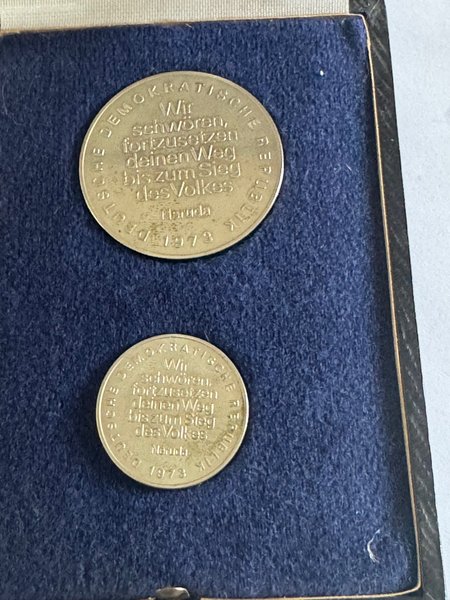 DEUTSCHE DEMOKRATISCHE REPUBLIK
Wir
schwören,
fortzusetzen
deinen Weg
bis zum Sieg
des Volkes
Neruda
1973
DEUTSCHE DEMOKRATISCHE REPUBLIK
Wir
schwören,
fortzusetzen
deinen Weg
bis zum Sieg
des Volkes
Neruda
1973